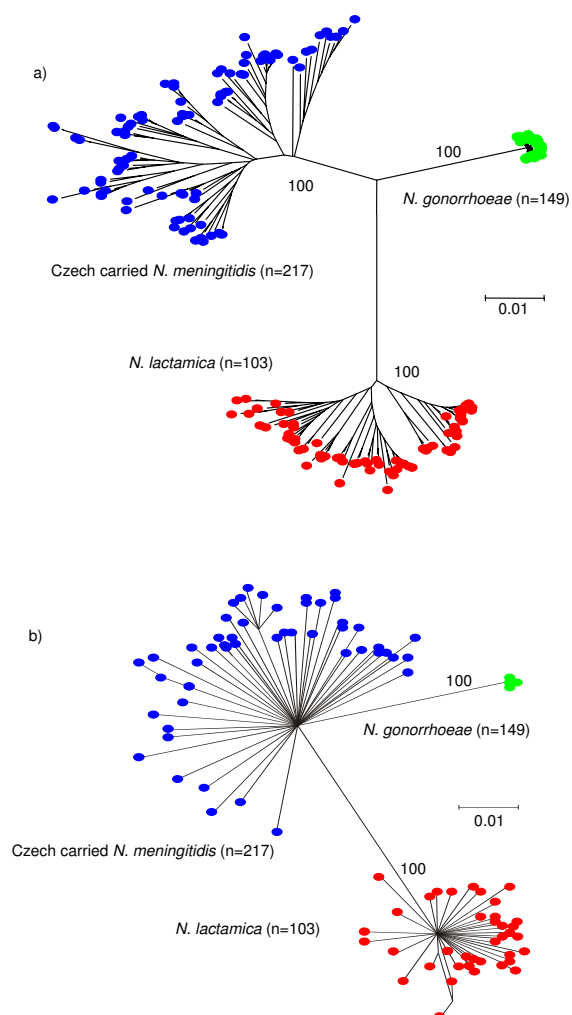 a)
100
100
N. gonorrhoeae (n=149)
Czech carried N. meningitidis (n=217)
0.01
N. lactamica (n=103)
100
b)
100
N. gonorrhoeae (n=149)
0.01
Czech carried N. meningitidis (n=217)
100
N. lactamica (n=103)